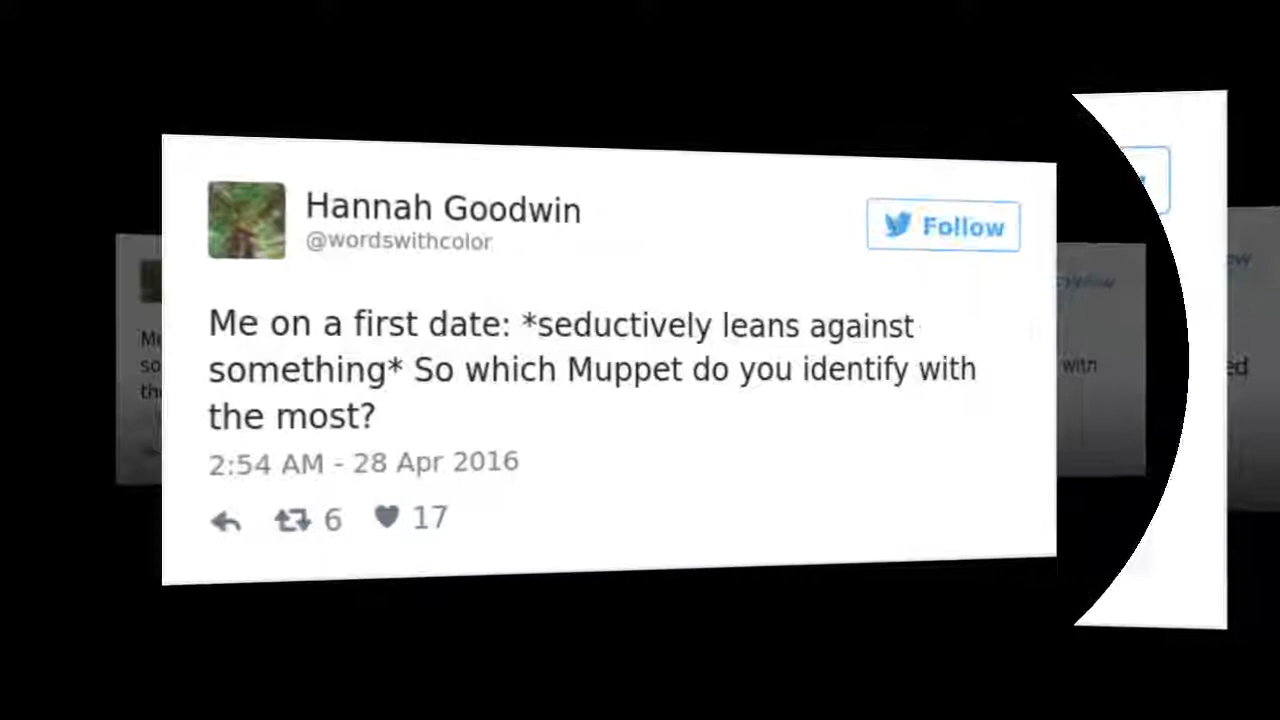 Hannah Goodwin
@wordswithcolor
Follow
Me on a first date: *seductively leans against
something* So which Muppet do you identify with
the most?
2:54 AM - 28 Apr 2016
6 17
with